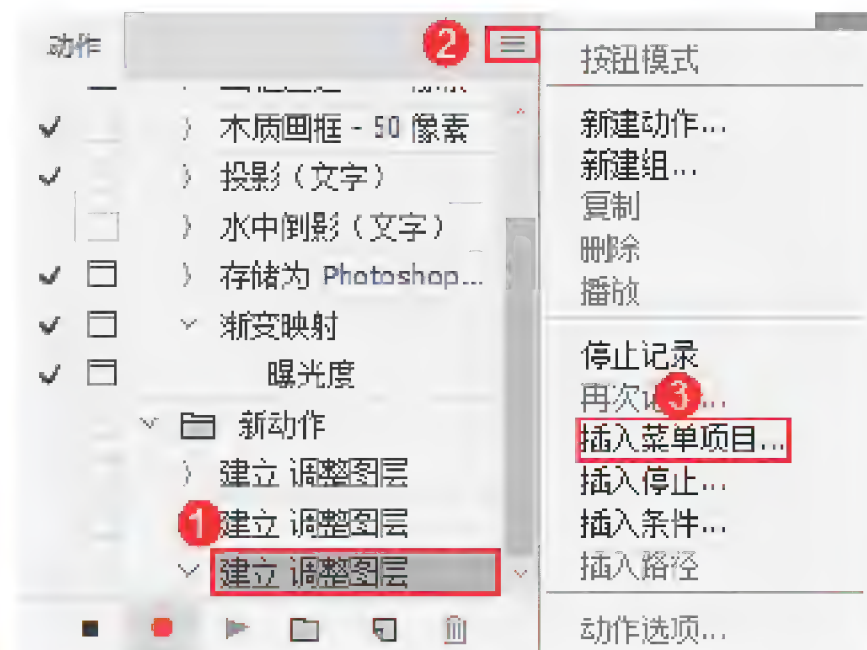 动作
2
木质画框 - 50 像素
投影（文字）
水中倒影（文字）
存储为 Photoshop...
渐变映射
曝光度
新动作
建立 调整图层
1
建立 调整图层
建立 调整图层
按钮模式
新建动作...
新建组...
复制
删除
播放
停止记录
再次
3
插入菜单项目...
插入停止...
插入条件...
插入路径
动作选项...